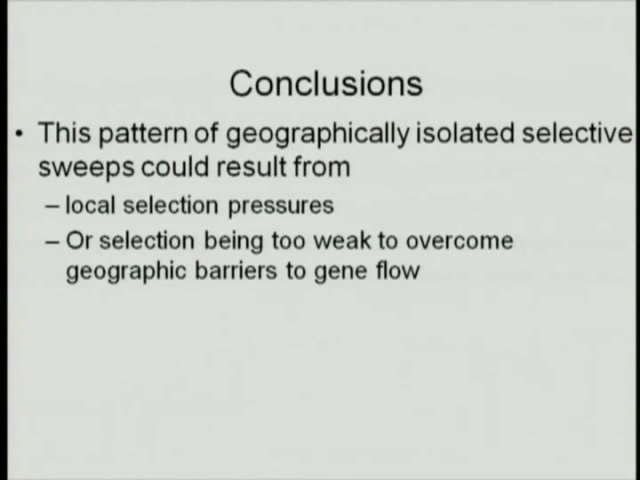 Conclusions
• This pattern of geographically isolated selective
sweeps could result from
– local selection pressures
– Or selection being too weak to overcome
geographic barriers to gene flow